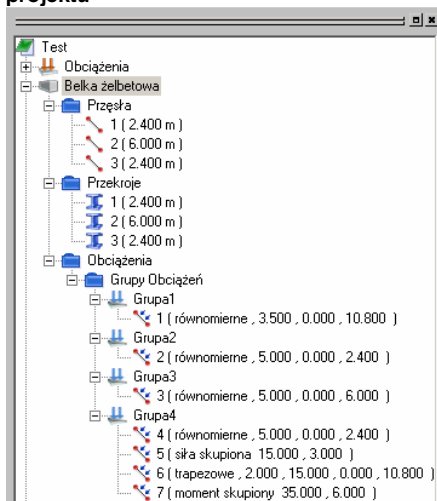 projektu
Test
Obciążenia
Belka żelbetowa
Przęsła
1 ( 2.400 m )
2 ( 6.000 m )
3 ( 2.400 m )
Przekroje
1 ( 2.400 m )
2 ( 6.000 m )
3 ( 2.400 m )
Obciążenia
Grupy Obciążeń
Grupa1
1 ( równomierne , 3.500 , 0.000 , 10.800 )
Grupa2
2 ( równomierne , 5.000 , 0.000 , 2.400 )
Grupa3
3 ( równomierne , 5.000 , 0.000 , 6.000 )
Grupa4
4 ( równomierne , 5.000 , 0.000 , 2.400 )
5 ( siła skupiona 15.000 , 3.000 )
6 ( trapezowe , 2.000 , 15.000 , 0.000 , 10.800 )
7 ( moment skupiony 35.000 , 6.000 )